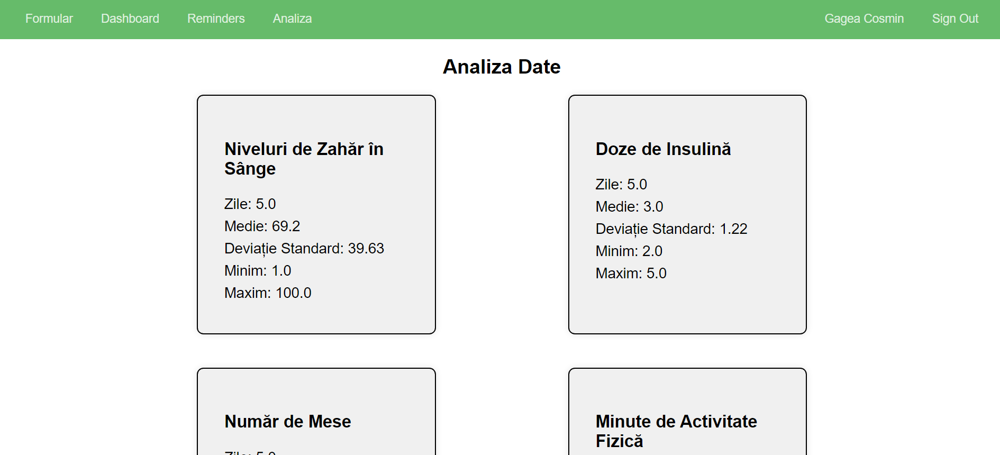 Formular Dashboard Reminders Analiza Gagea Cosmin Sign Out
Analiza Date
Niveluri de Zahăr în
Sânge
Zile: 5.0
Medie: 69.2
Deviație Standard: 39.63
Minim: 1.0
Maxim: 100.0
Doze de Insulină
Zile: 5.0
Medie: 3.0
Deviație Standard: 1.22
Minim: 2.0
Maxim: 5.0
Număr de Mese
Zile: 5.0
Minute de Activitate
Fizică